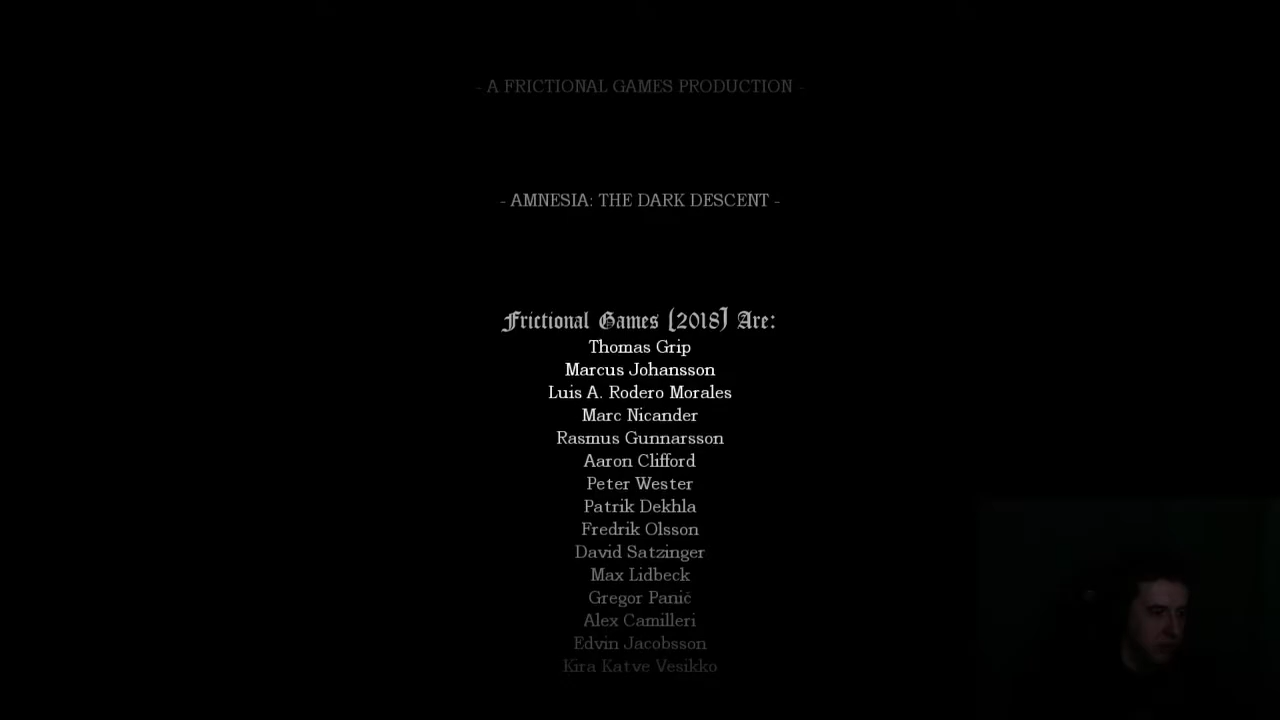 - A FRICTIONAL GAMES PRODUCTION -
- AMNESIA: THE DARK DESCENT -
Frictional Games [2018] Are:
Thomas Grip
Marcus Johansson
Luis A. Rodero Morales
Marc Nicander
Rasmus Gunnarsson
Aaron Clifford
Peter Wester
Patrik Dekhla
Fredrik Olsson
David Satzinger
Max Lidbeck
Gregor Panič
Alex Camilleri
Edvin Jacobsson
Kira Katve Vesikko